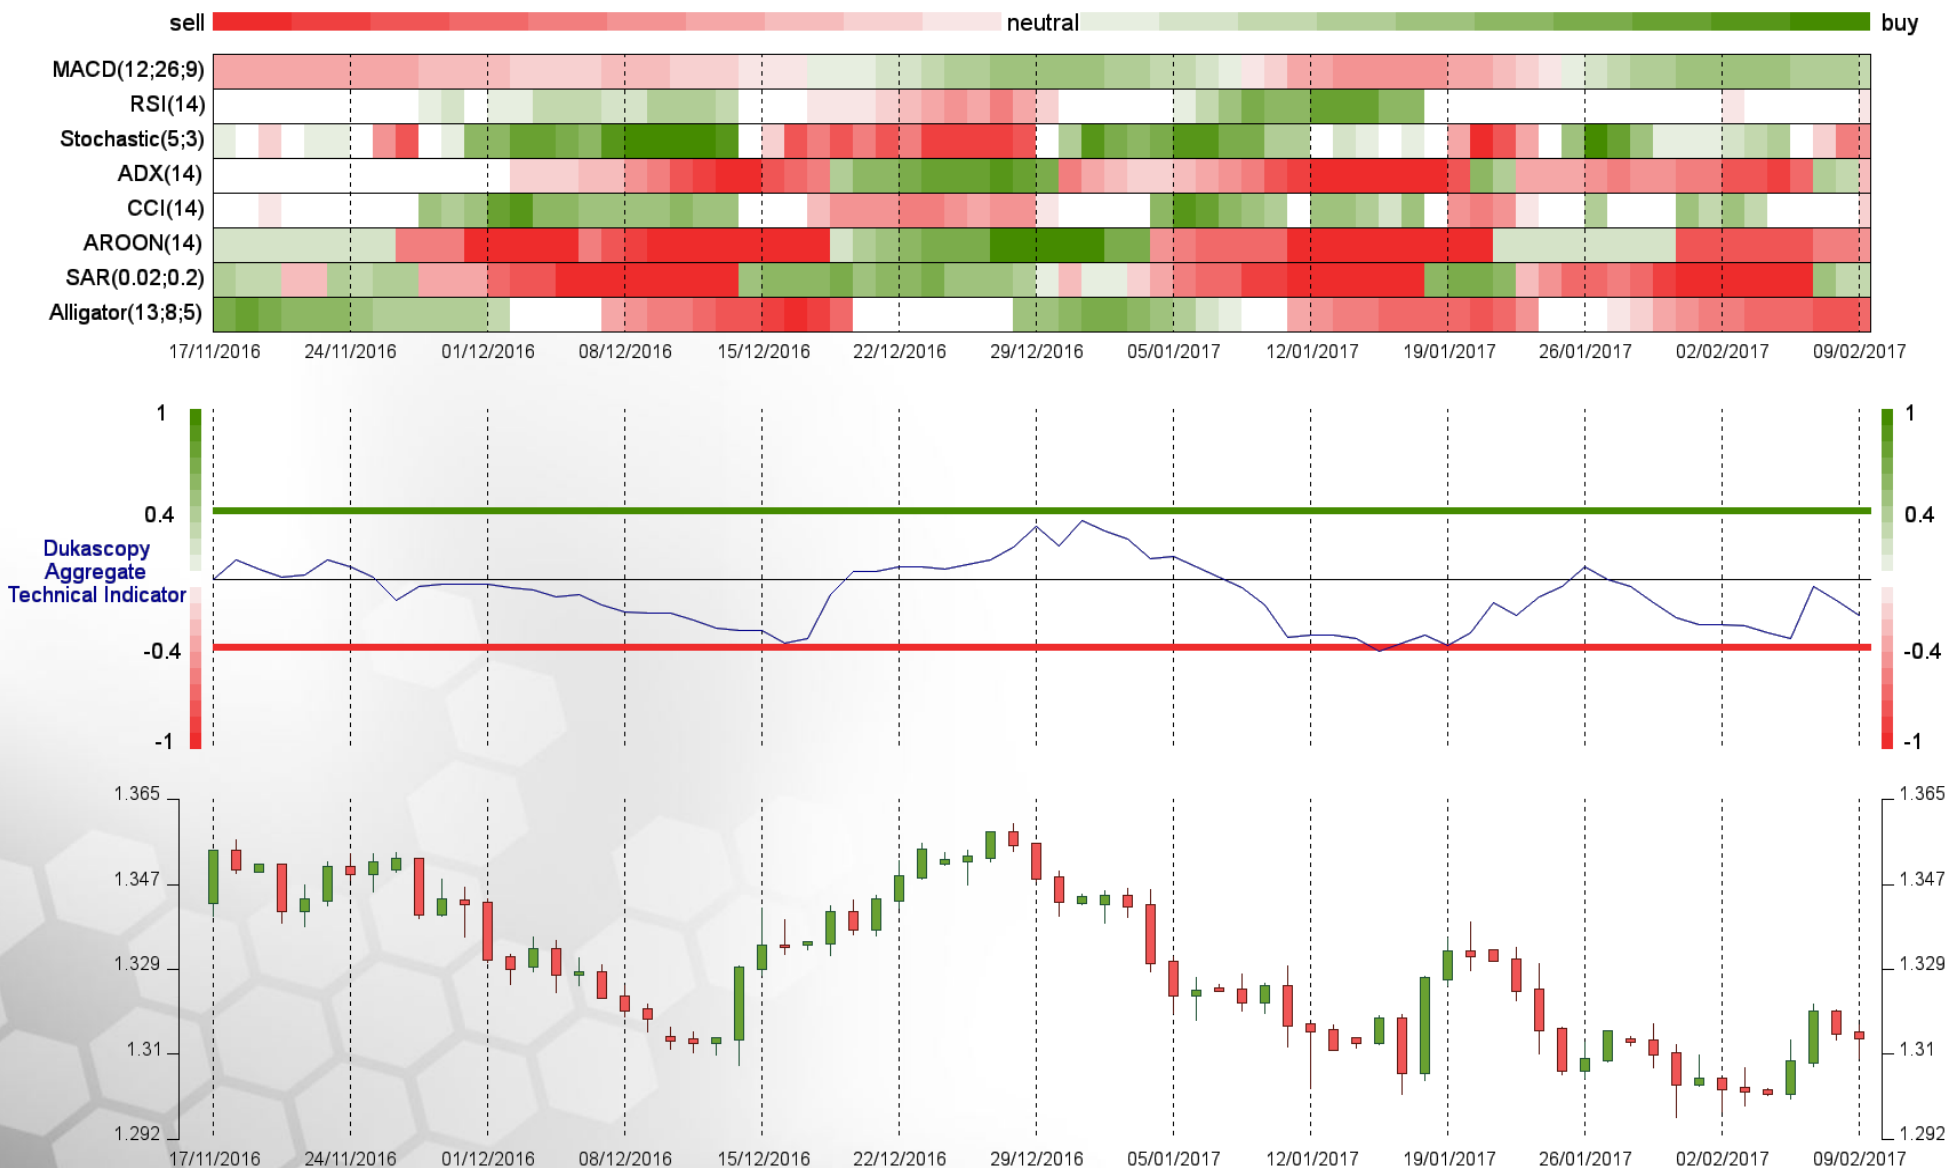 sell neutral buy
MACD(12;26;9)
RSI(14)
Stochastic(5;3)
ADX(14)
CCI(14)
AROON(14)
SAR(0.02;0.2)
Alligator(13;8;5)
17/11/2016 24/11/2016 01/12/2016 08/12/2016 15/12/2016 22/12/2016 29/12/2016 05/01/2017 12/01/2017 19/01/2017 26/01/2017 02/02/2017 09/02/2017
1 1
0.4 0.4
Dukascopy
Aggregate
Technical Indicator
-0.4 -0.4
-1 -1
1.365 1.365
1.347 1.347
1.329 1.329
1.31 1.31
1.292 1.292
17/11/2016 24/11/2016 01/12/2016 08/12/2016 15/12/2016 22/12/2016 29/12/2016 05/01/2017 12/01/2017 19/01/2017 26/01/2017 02/02/2017 09/02/2017